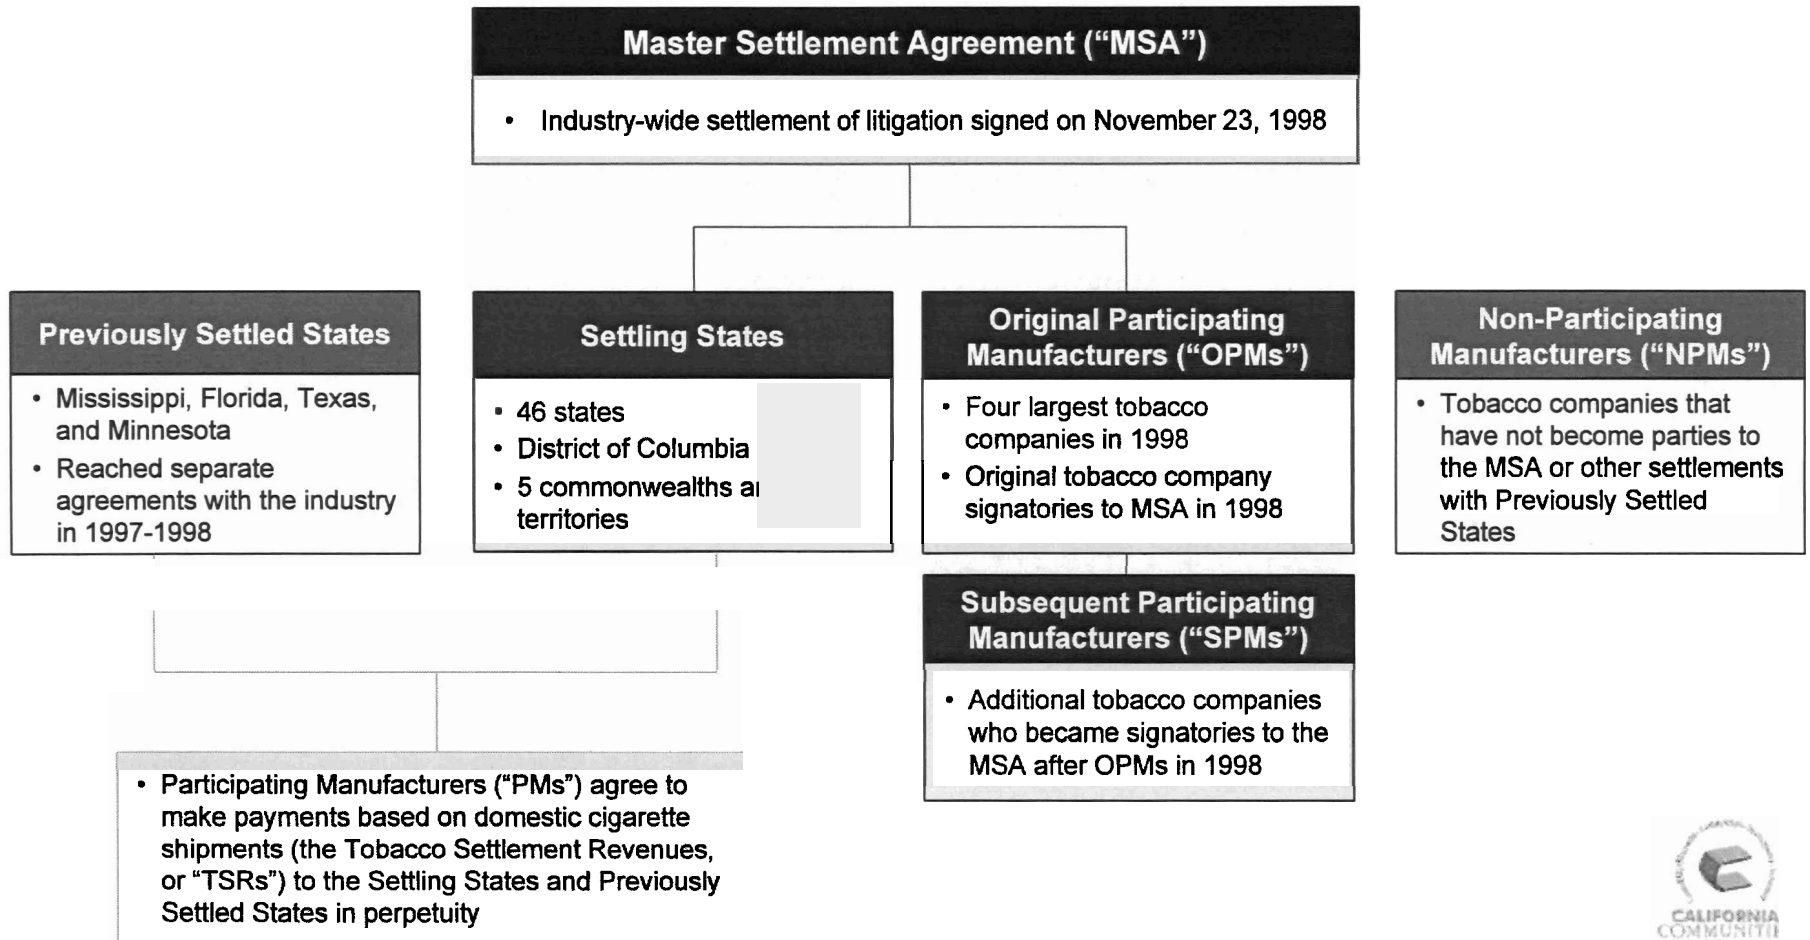 Master Settlement Agreement (“MSA”)
• Industry-wide settlement of litigation signed on November 23, 1998
Previously Settled States
• Mississippi, Florida, Texas,
and Minnesota
• Reached separate
agreements with the industry
in 1997-1998
Settling States
• 46 states
• District of Columbia
• 5 commonwealths
territories
Original Participating
Manufacturers (“OPMs”)
• Four largest tobacco
companies in 1998
• Original tobacco company
signatories to MSA in 1998
Non-Participating
Manufacturers (“NPMs”)
• Tobacco companies that
have not become parties to
the MSA or other settlements
with Previously Settled
States
Subsequent Participating
Manufacturers (“SPMs”)
• Additional tobacco companies
who became signatories to the
MSA after OPMs in 1998
• Participating Manufacturers (“PMs”) agree to
make payments based on domestic cigarette
shipments (the Tobacco Settlement Revenues,
or “TSRs”) to the Settling States and Previously
Settled States in perpetuity
CALIFORNIA